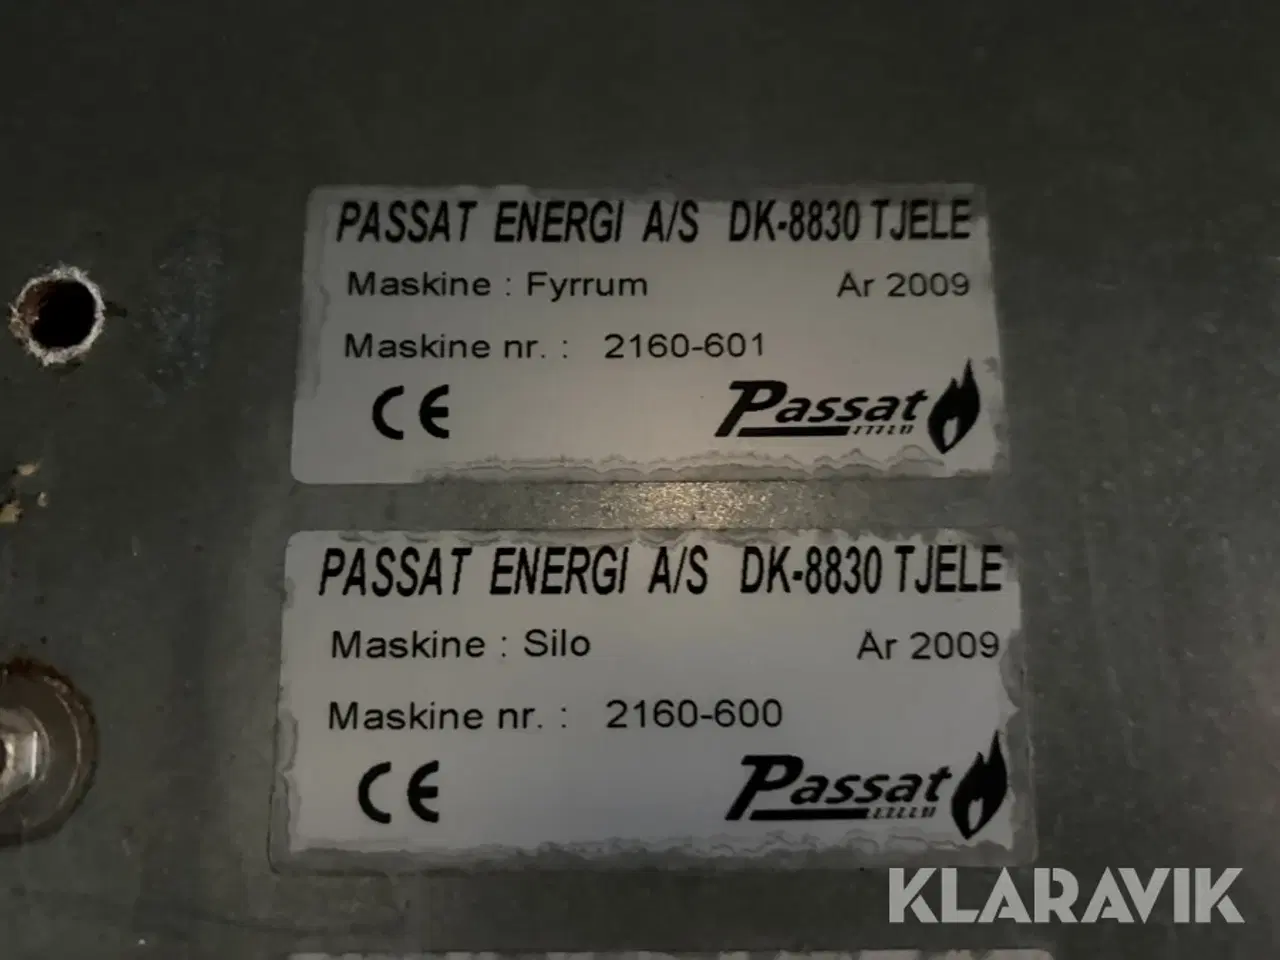 PASSAT ENERGI A/S DK-8830 TJELE
Maskine : Fyrrum År 2009
Maskine nr. : 2160-601
CE Passat
PASSAT ENERGI A/S DK-8830 TJELE
Maskine : Silo År 2009
Maskine nr. : 2160-600
CE Passat
KLARAVIK